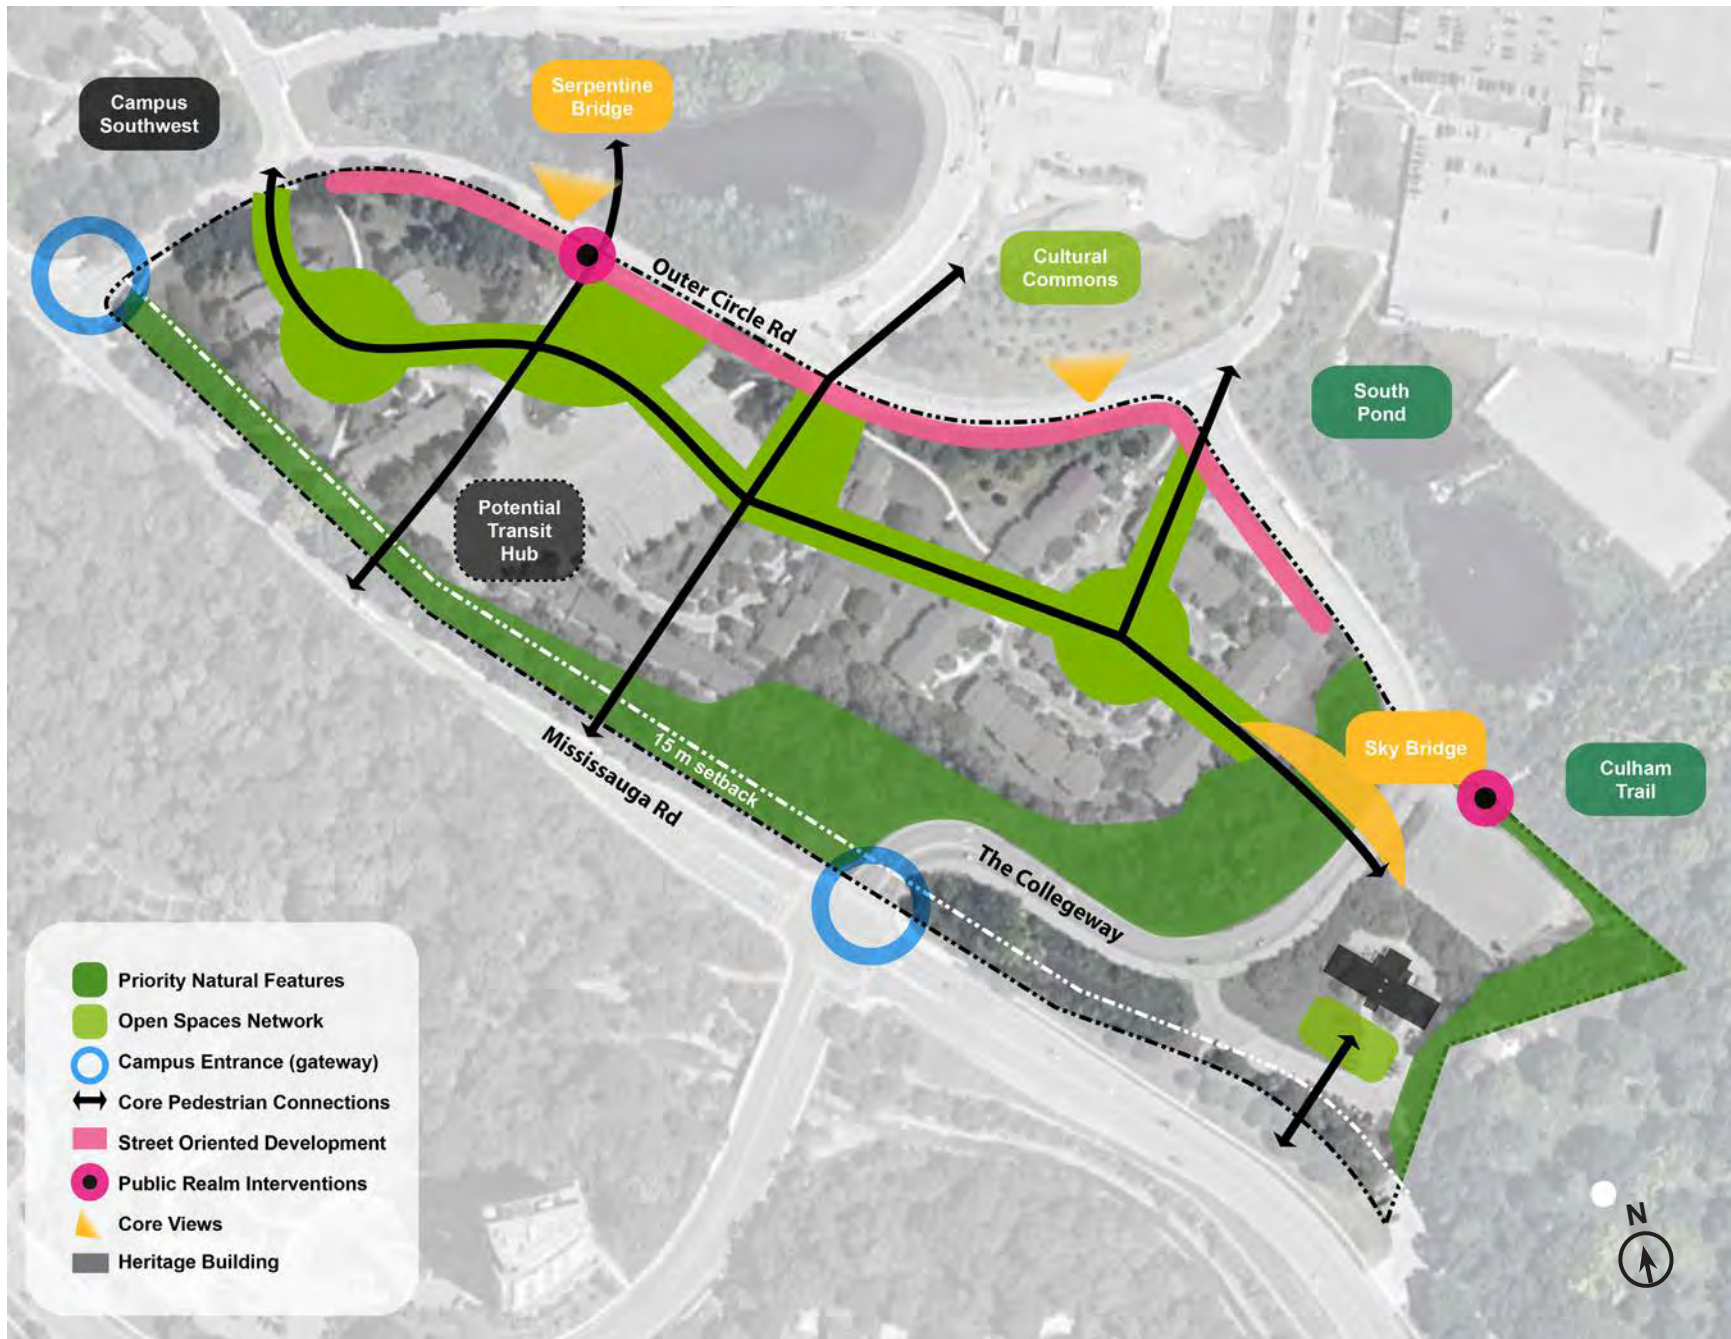 Campus
Southwest
Serpentine
Bridge
Cultural
Commons
Outer Circle Rd
South
Pond
Potential
Transit
Hub
Sky Bridge
Culham
Trail
15 m setback
Mississauga Rd
The Collegeway
Priority Natural Features
Open Spaces Network
Campus Entrance (gateway)
Core Pedestrian Connections
Street Oriented Development
Public Realm Interventions
Core Views
Heritage Building
N